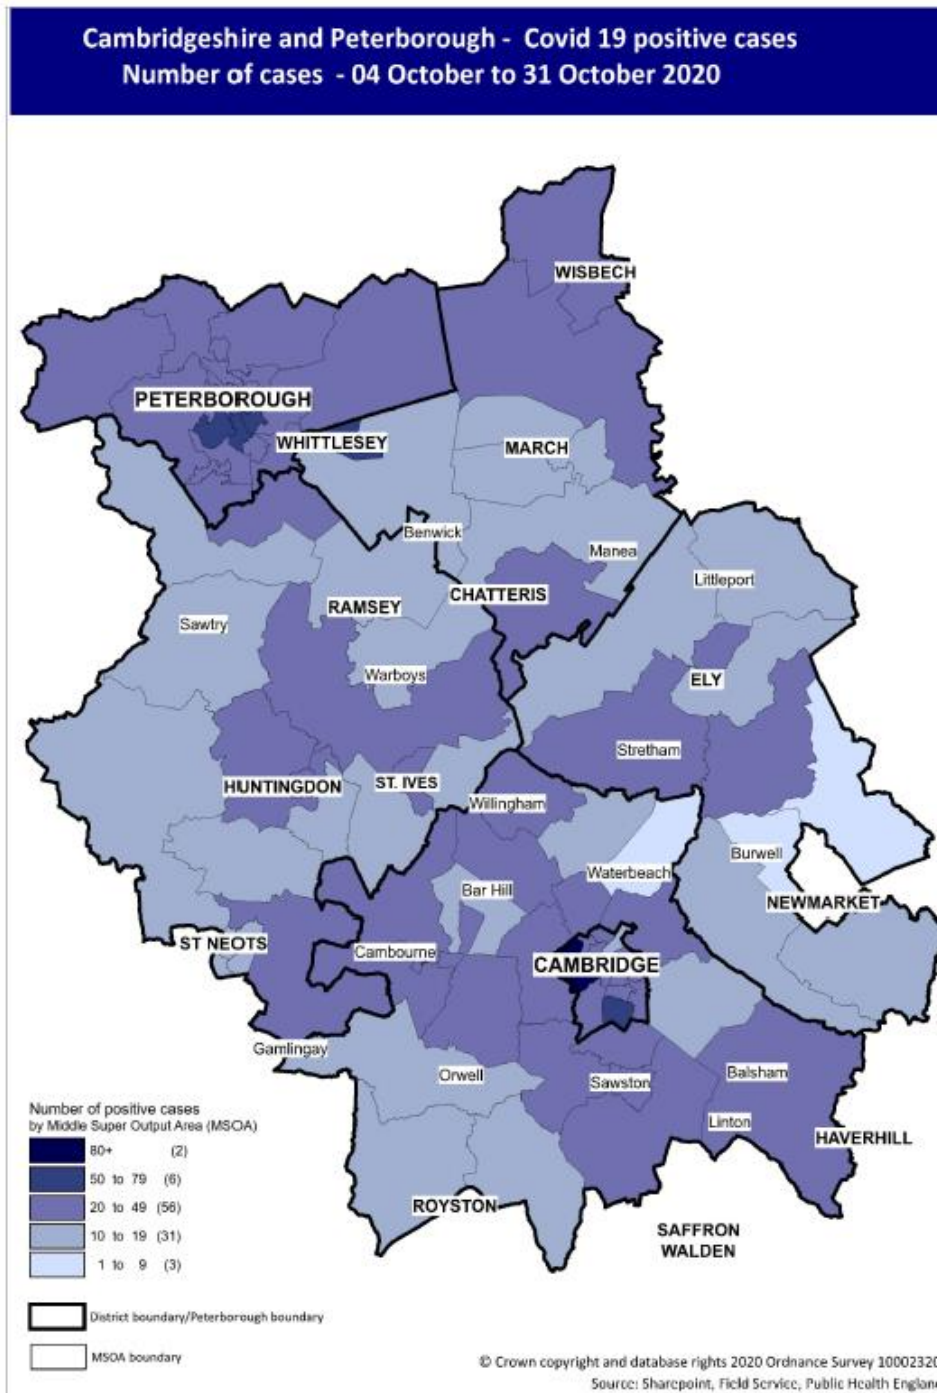 Cambridgeshire and Peterborough - Covid 19 positive cases
Number of cases - 04 October to 31 October 2020
WISBECH
PETERBOROUGH
WHITTLESEY
MARCH
Benwick
Manea
Littleport
CHATTERIS
RAMSEY
Sawtry
Warboys
ELY
Stretham
HUNTINGDON
ST. IVES
Willingham
Burwell
Waterbeach
Bar Hill
NEWMARKET
ST NEOTS
Cambourne
CAMBRIDGE
Gamlingay
Orwell
Sawston
Balsham
Linton
HAVERHILL
ROYSTON
SAFFRON
WALDEN
Number of positive cases
by Middle Super Output Area (MSOA)
80+ (2)
50 to 79 (6)
20 to 49 (56)
10 to 19 (31)
1 to 9 (3)
District boundary/Peterborough boundary
MSOA boundary
© Crown copyright and database rights 2020 Ordnance Survey 10002320
Source: Sharepoint, Field Service, Public Health England